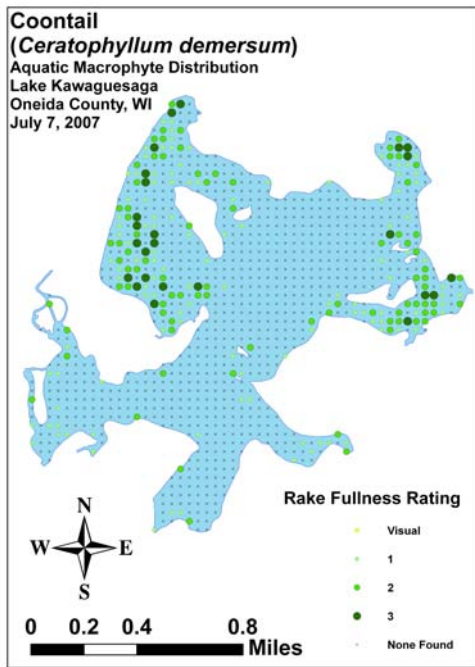 Coontail
(Ceratophyllum demersum)
Aquatic Macrophyte Distribution
Lake Kawaguesaga
Oneida County, WI
July 7, 2007
Rake Fullness Rating
Visual
1
2
3
None Found
N
W E
S
0 0.2 0.4 0.8
Miles